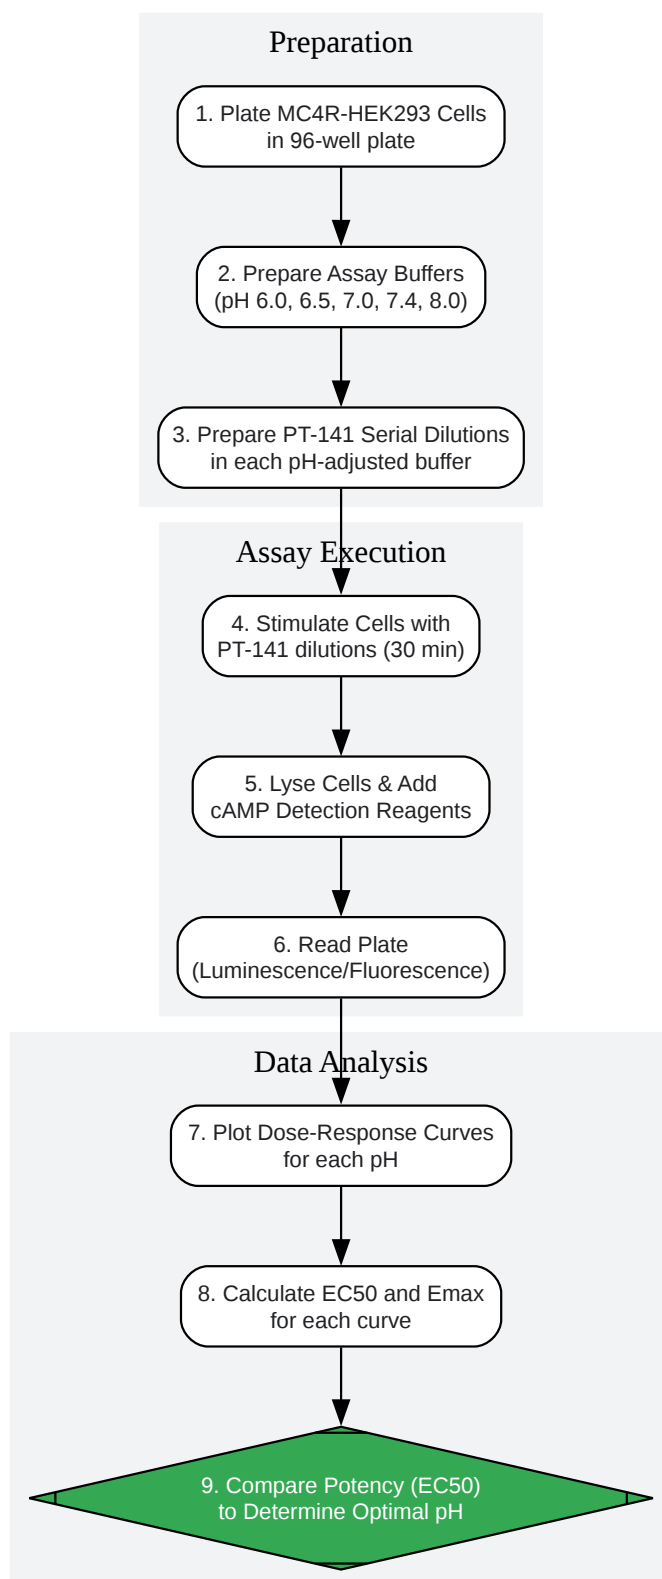 Preparation
1. Plate MC4R-HEK293 Cells
in 96-well plate
2. Prepare Assay Buffers
(pH 6.0, 6.5, 7.0, 7.4, 8.0)
3. Prepare PT-141 Serial Dilutions
in each pH-adjusted buffer
Assay Execution
4. Stimulate Cells with
PT-141 dilutions (30 min)
5. Lyse Cells & Add
cAMP Detection Reagents
6. Read Plate
(Luminescence/Fluorescence)
Data Analysis
7. Plot Dose-Response Curves
for each pH
8. Calculate EC50 and Emax
for each curve
9. Compare Potency (EC50)
to Determine Optimal pH